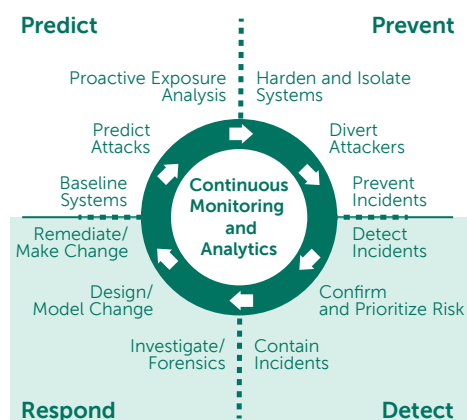 Predict
Prevent
Proactive Exposure
Analysis
Harden and Isolate
Systems
Predict
Attacks
Divert
Attackers
Baseline
Systems
Continuous
Monitoring
and
Analytics
Prevent
Incidents
Remediate/
Make Change
Detect
Incidents
Design/
Model Change
Confirm
and Prioritize Risk
Investigate/
Forensics
Contain
Incidents
Respond
Detect